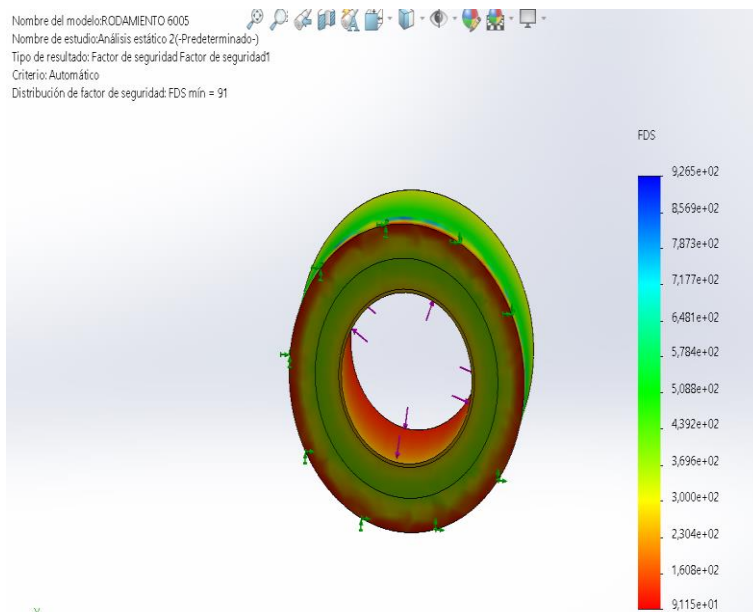 Nombre del modelo:RODAMIENTO 6005
Nombre de estudio:Análisis estático 2(-Predeterminado-)
Tipo de resultado: Factor de seguridad Factor de seguridad1
Criterio: Automático
Distribución de factor de seguridad: FDS mín = 91
FDS
9,265e+02
8,569e+02
7,873e+02
7,177e+02
6,481e+02
5,784e+02
5,088e+02
4,392e+02
3,696e+02
3,000e+02
2,304e+02
1,608e+02
9,115e+01